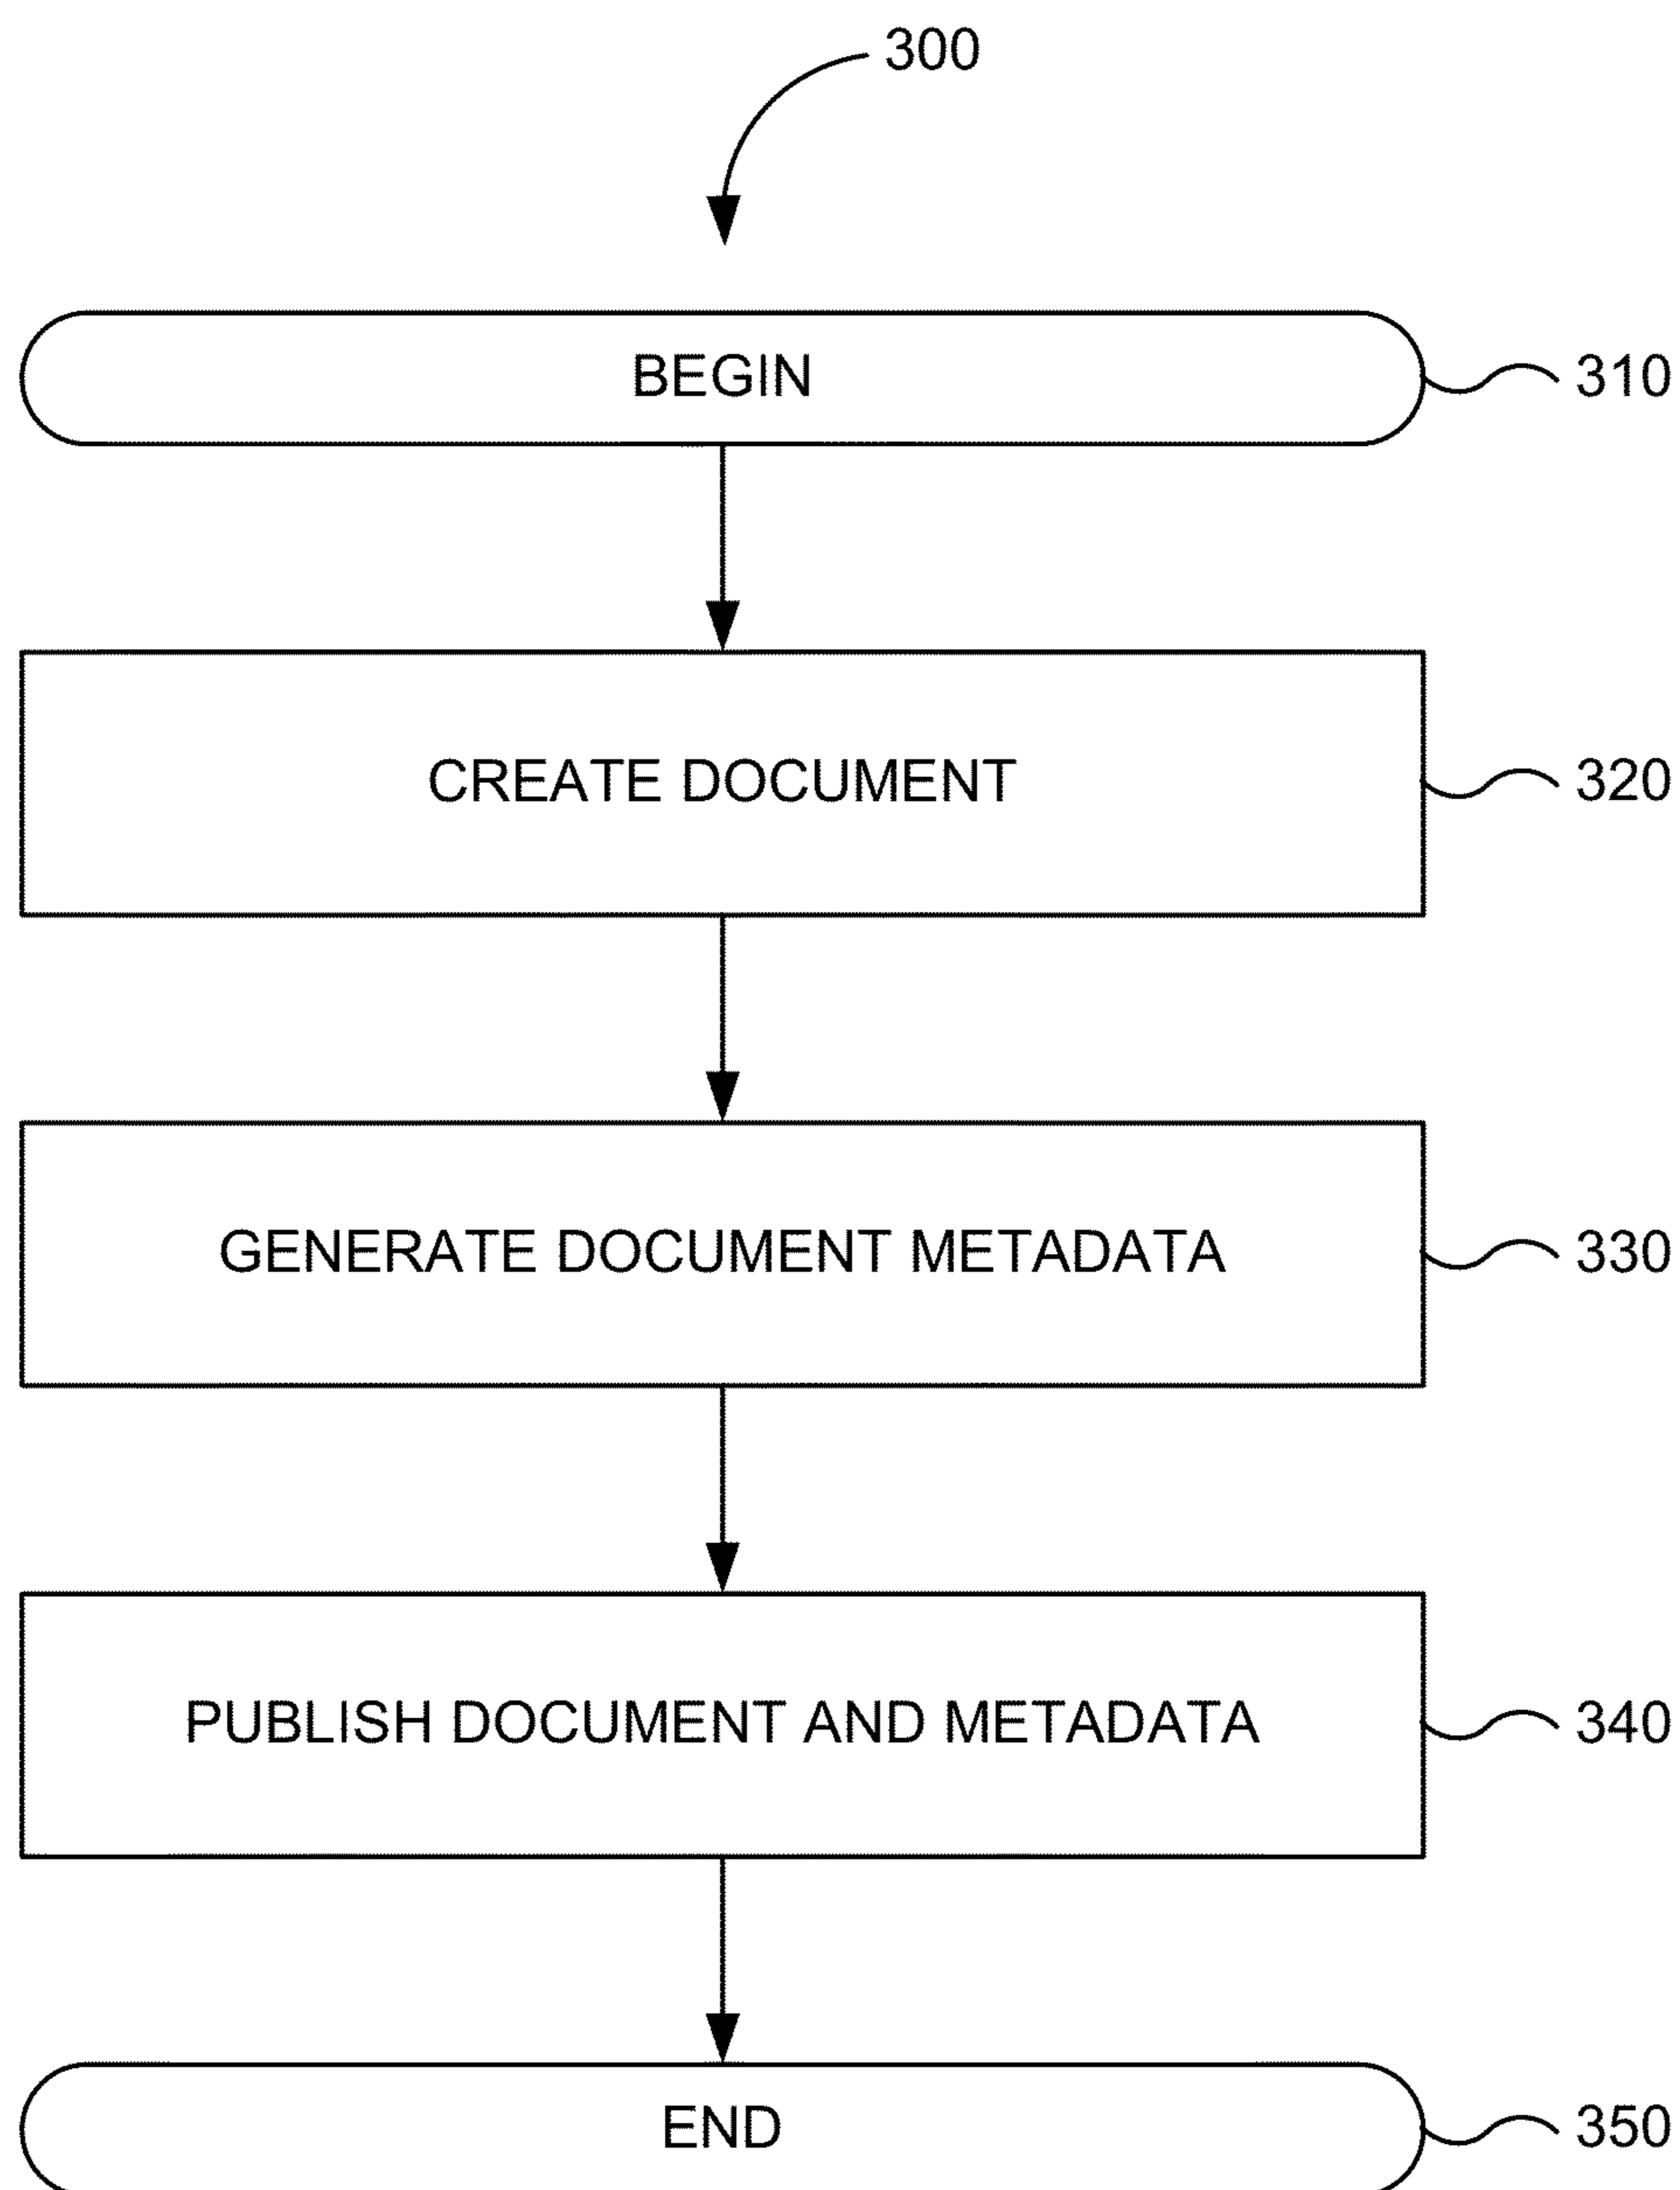 300
BEGIN
310
CREATE DOCUMENT
320
GENERATE DOCUMENT METADATA
330
PUBLISH DOCUMENT AND METADATA
340
END
350